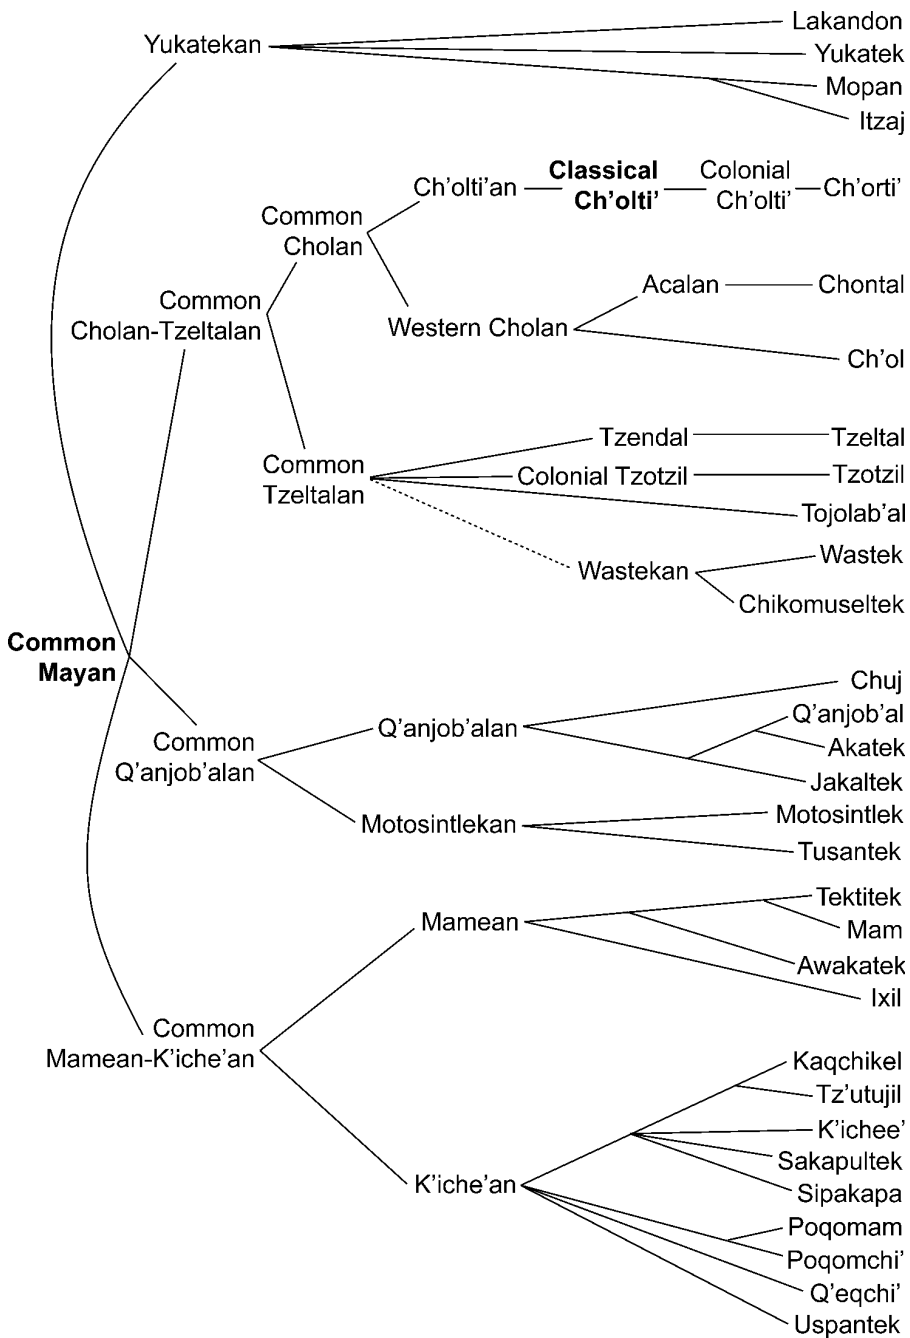 Lakandon
Yukatekan
Yukatek
Mopan
Itzaj
Ch'olti'an
Classical
Ch'olti'
Colonial
Ch'olti'
Ch'orti'
Common
Cholan
Acalan
Chontal
Common
Cholan-Tzeltalan
Western Cholan
Ch'ol
Tzendal
Tzeltal
Common
Tzeltalan
Colonial Tzotzil
Tzotzil
Tojolab'al
Wastekan
Wastek
Chikomuseltek
Common
Mayan
Chuj
Q'anjob'alan
Q'anjob'al
Common
Q'anjob'alan
Akatek
Jakaltek
Motosintlekan
Motosintlek
Tusantek
Mamean
Tektitek
Mam
Awakatek
Ixil
Common
Mamean-K'iche'an
Kaqchikel
Tz'utujil
K'ichee'
Sakapultek
K'iche'an
Sipakapa
Poqomam
Poqomchi'
Q'eqchi'
Uspantek